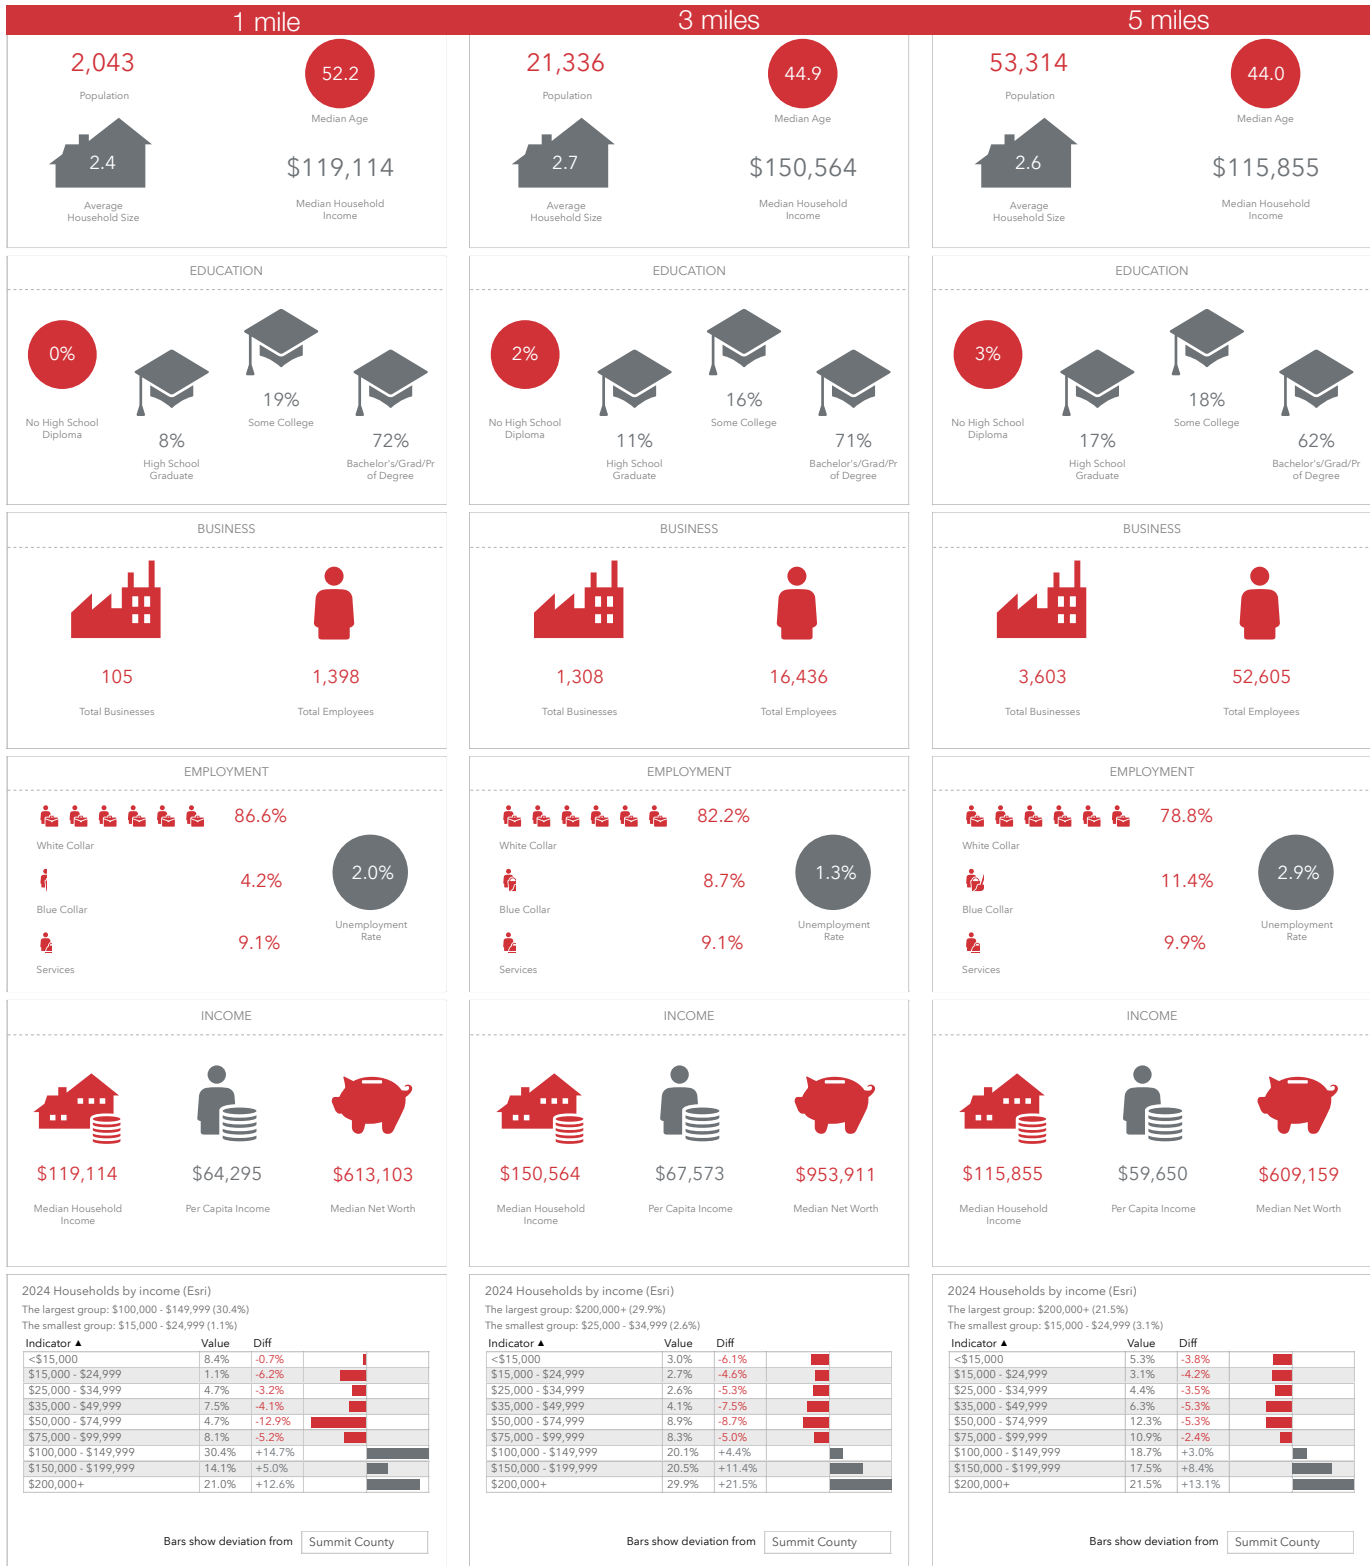 1 mile
2,043
Population
52.2
Median Age
2.4
Average
Household Size
$119,114
Median Household
Income
EDUCATION
0%
No High School
Diploma
8%
High School
Graduate
19%
Some College
72%
Bachelor's/Grad/Pr
of Degree
BUSINESS
105
Total Businesses
1,398
Total Employees
EMPLOYMENT
86.6%
White Collar
4.2%
Blue Collar
9.1%
Services
2.0%
Unemployment
Rate
INCOME
$119,114
Median Household
Income
$64,295
Per Capita Income
$613,103
Median Net Worth
2024 Households by income (Esri)
The largest group: $100,000 - $149,999 (30.4%)
The smallest group: $15,000 - $24,999 (1.1%)
Indicator ▲ Value Diff
<$15,000 8.4% -0.7%
$15,000 - $24,999 1.1% -6.2%
$25,000 - $34,999 4.7% -3.2%
$35,000 - $49,999 7.5% -4.1%
$50,000 - $74,999 4.7% -12.9%
$75,000 - $99,999 8.1% -5.2%
$100,000 - $149,999 30.4% +14.7%
$150,000 - $199,999 14.1% +5.0%
$200,000+ 21.0% +12.6%
Bars show deviation from Summit County
3 miles
21,336
Population
44.9
Median Age
2.7
Average
Household Size
$150,564
Median Household
Income
EDUCATION
2%
No High School
Diploma
11%
High School
Graduate
16%
Some College
71%
Bachelor's/Grad/Pr
of Degree
BUSINESS
1,308
Total Businesses
16,436
Total Employees
EMPLOYMENT
82.2%
White Collar
8.7%
Blue Collar
9.1%
Services
1.3%
Unemployment
Rate
INCOME
$150,564
Median Household
Income
$67,573
Per Capita Income
$953,911
Median Net Worth
2024 Households by income (Esri)
The largest group: $200,000+ (29.9%)
The smallest group: $25,000 - $34,999 (2.6%)
Indicator ▲ Value Diff
<$15,000 3.0% -6.1%
$15,000 - $24,999 2.7% -4.6%
$25,000 - $34,999 2.6% -5.3%
$35,000 - $49,999 4.1% -7.5%
$50,000 - $74,999 8.9% -8.7%
$75,000 - $99,999 8.3% -5.0%
$100,000 - $149,999 20.1% +4.4%
$150,000 - $199,999 20.5% +11.4%
$200,000+ 29.9% +21.5%
Bars show deviation from Summit County
5 miles
53,314
Population
44.0
Median Age
2.6
Average
Household Size
$115,855
Median Household
Income
EDUCATION
3%
No High School
Diploma
17%
High School
Graduate
18%
Some College
62%
Bachelor's/Grad/Pr
of Degree
BUSINESS
3,603
Total Businesses
52,605
Total Employees
EMPLOYMENT
78.8%
White Collar
11.4%
Blue Collar
9.9%
Services
2.9%
Unemployment
Rate
INCOME
$115,855
Median Household
Income
$59,650
Per Capita Income
$609,159
Median Net Worth
2024 Households by income (Esri)
The largest group: $200,000+ (21.5%)
The smallest group: $15,000 - $24,999 (3.1%)
Indicator ▲ Value Diff
<$15,000 5.3% -3.8%
$15,000 - $24,999 3.1% -4.2%
$25,000 - $34,999 4.4% -3.5%
$35,000 - $49,999 6.3% -5.3%
$50,000 - $74,999 12.3% -5.3%
$75,000 - $99,999 10.9% -2.4%
$100,000 - $149,999 18.7% +3.0%
$150,000 - $199,999 17.5% +8.4%
$200,000+ 21.5% +13.1%
Bars show deviation from Summit County